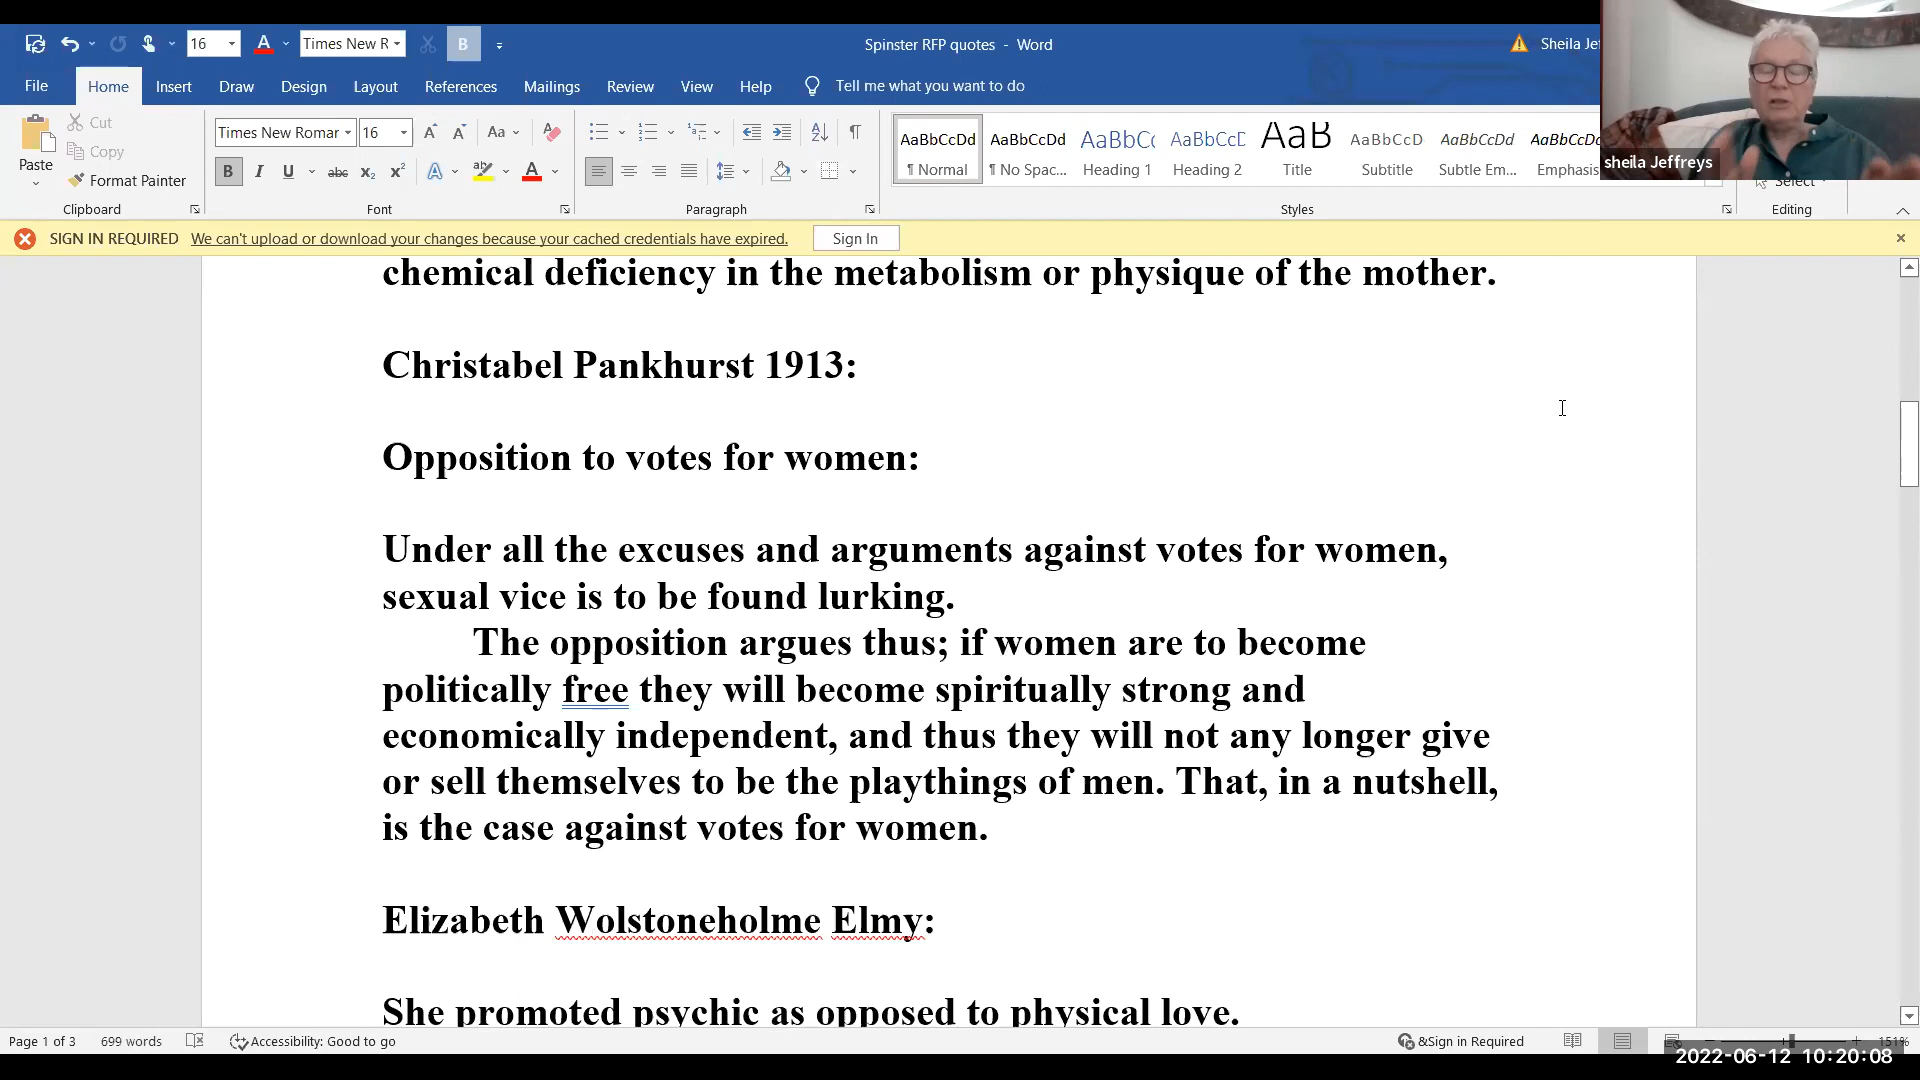 16
A
Times New R
B
Spinster RFP quotes - Word
File
Home
Insert
Draw
Design
Layout
References
Mailings
Review
View
Help
Tell me what you want to do
Paste
Cut
Copy
Format Painter
Clipboard
Times New Roman
16
Aa
B I U abc x₂ x² A A
Font
Paragraph
AaBbCcDd
¶ Normal
AaBbCcDd
¶ No Spac...
AaBbCc
Heading 1
AaBbCcD
Heading 2
AaB
Title
AaBbCcD
Subtitle
AaBbCcDd
Subtle Em...
AaBbCcDd
Emphasis
Styles
Select
Editing
sheila Jeffreys
SIGN IN REQUIRED We can't upload or download your changes because your cached credentials have expired. Sign In
chemical deficiency in the metabolism or physique of the mother.
Christabel Pankhurst 1913:
Opposition to votes for women:
Under all the excuses and arguments against votes for women,
sexual vice is to be found lurking.
The opposition argues thus; if women are to become
politically free they will become spiritually strong and
economically independent, and thus they will not any longer give
or sell themselves to be the playthings of men. That, in a nutshell,
is the case against votes for women.
Elizabeth Wolstoneholme Elmy:
She promoted psychic as opposed to physical love.
Page 1 of 3 699 words Accessibility: Good to go &Sign in Required 151%
2022-06-12 10:20:08